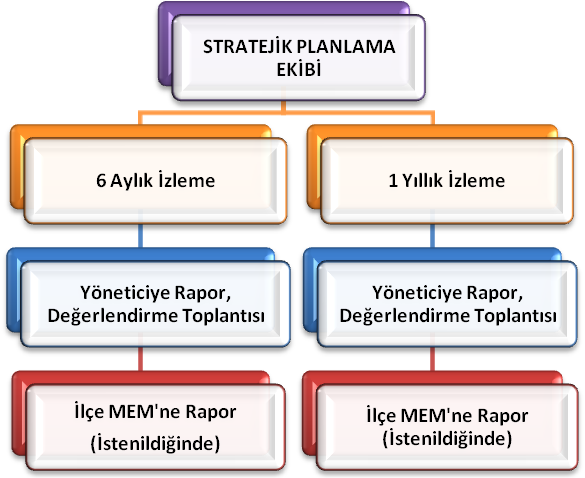 STRATEJİK PLANLAMA
EKİBİ
6 Aylık İzleme
1 Yıllık İzleme
Yöneticiye Rapor,
Değerlendirme Toplantısı
Yöneticiye Rapor,
Değerlendirme Toplantısı
İlçe MEM'ne Rapor
(İstenildiğinde)
İlçe MEM'ne Rapor
(İstenildiğinde)